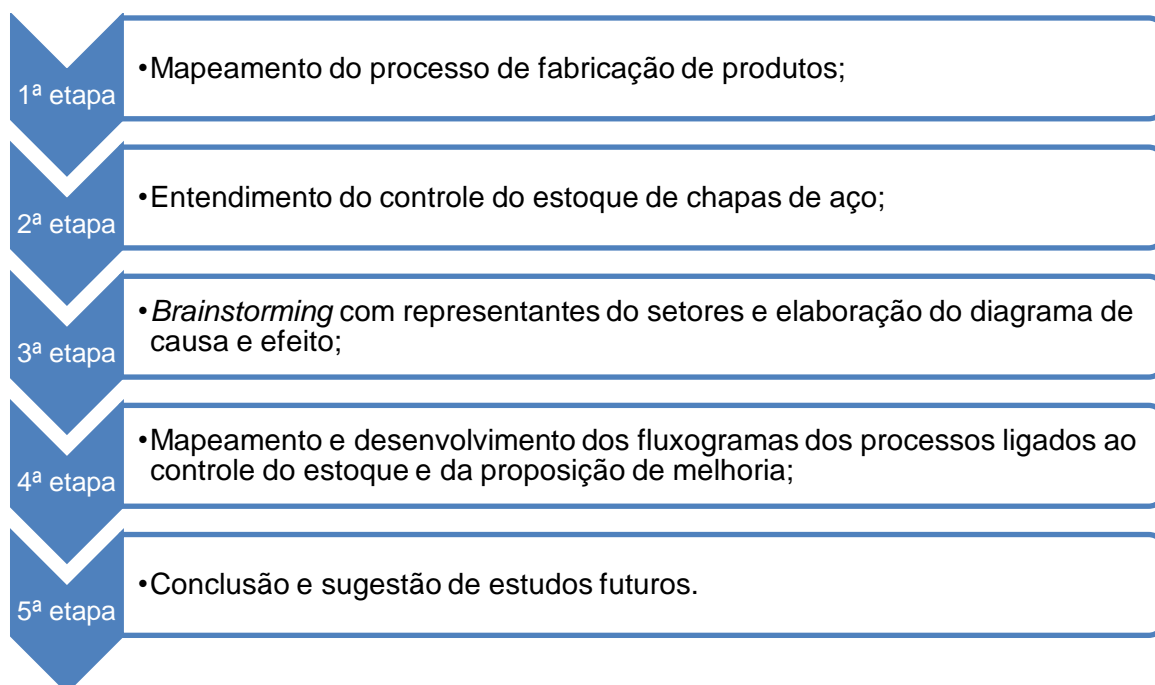 1ª etapa
•Mapeamento do processo de fabricação de produtos;
2ª etapa
•Entendimento do controle do estoque de chapas de aço;
3ª etapa
•Brainstorming com representantes do setores e elaboração do diagrama de
causa e efeito;
4ª etapa
•Mapeamento e desenvolvimento dos fluxogramas dos processos ligados ao
controle do estoque e da proposição de melhoria;
5ª etapa
•Conclusão e sugestão de estudos futuros.